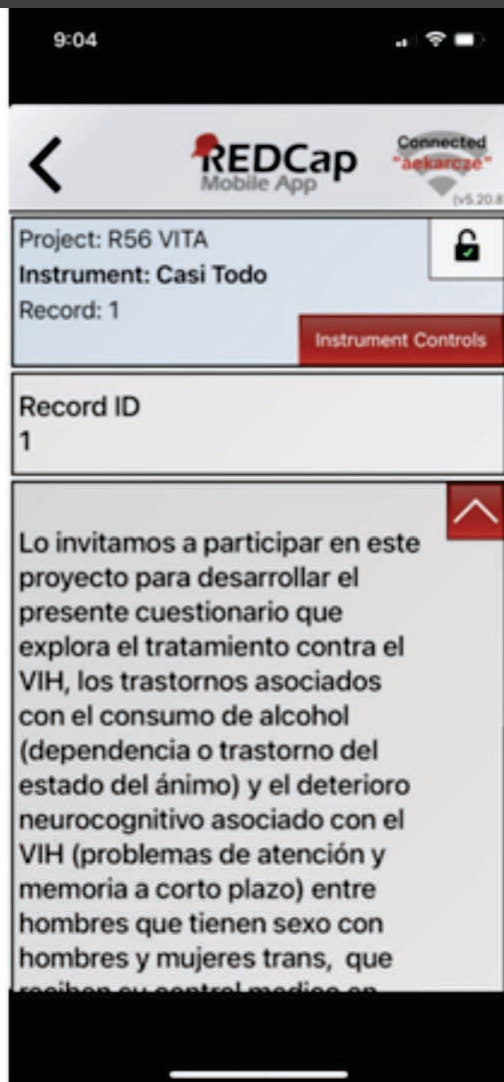 9:04
REDCap
Mobile App
Connected
"aekarcze"
(v5.20.8
Project: R56 VITA
Instrument: Casi Todo
Record: 1
Instrument Controls
Record ID
1
Lo invitamos a participar en este
proyecto para desarrollar el
presente cuestionario que
explora el tratamiento contra el
VIH, los trastornos asociados
con el consumo de alcohol
(dependencia o trastorno del
estado del ánimo) y el deterioro
neurocognitivo asociado con el
VIH (problemas de atención y
memoria a corto plazo) entre
hombres que tienen sexo con
hombres y mujeres trans, que